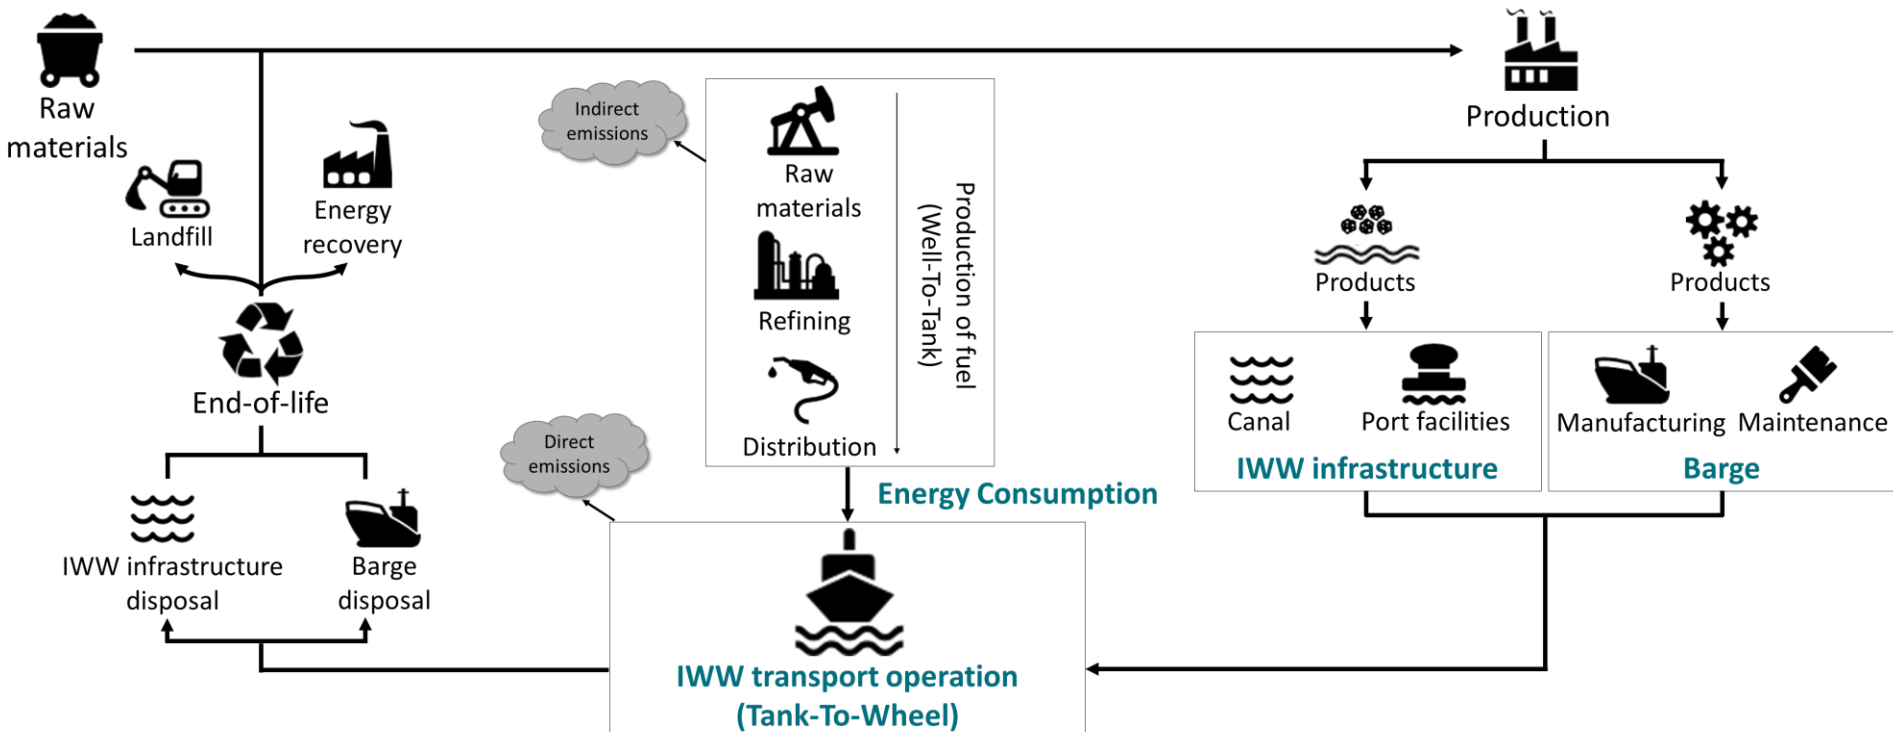 Raw
materials
Landfill
Energy
recovery
End-of-life
IWW infrastructure
disposal
Barge
disposal
Indirect
emissions
Direct
emissions
Raw
materials
Refining
Distribution
Production of fuel
(Well-To-Tank)
Energy Consumption
IWW transport operation
(Tank-To-Wheel)
Production
Products
Products
Canal
Port facilities
IWW infrastructure
Manufacturing
Maintenance
Barge